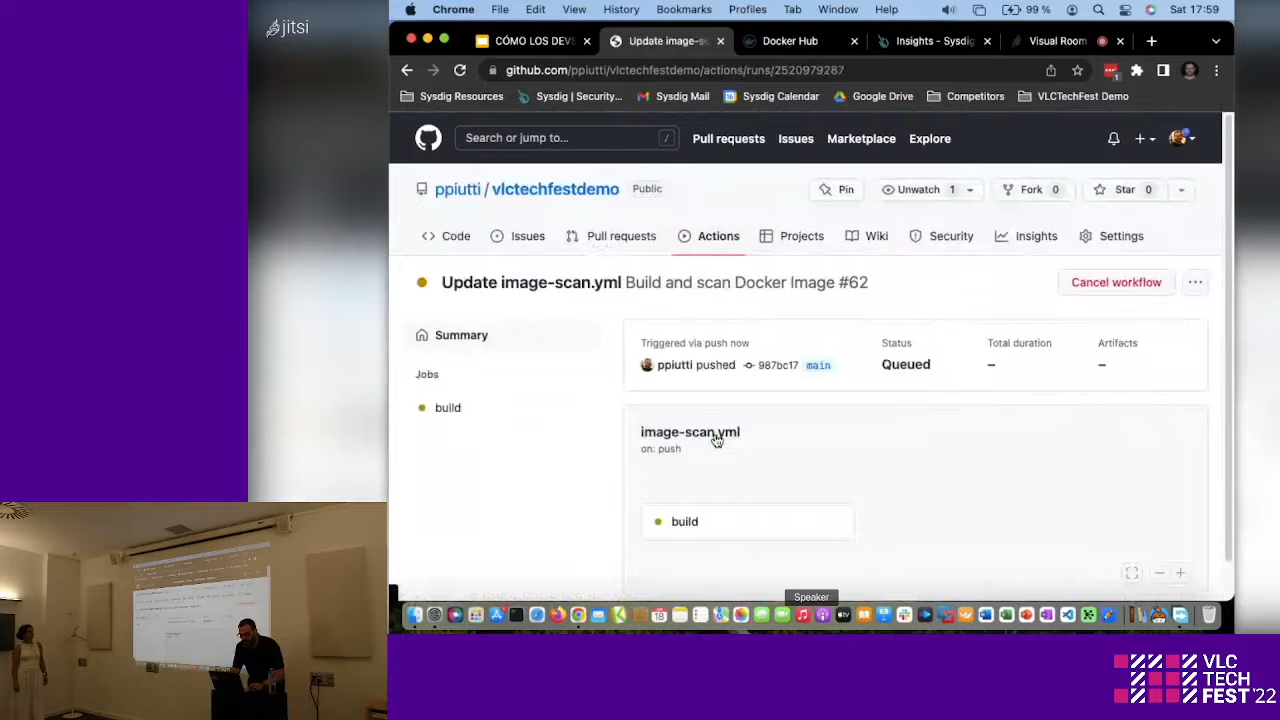 jitsi
Chrome File Edit View History Bookmarks Profiles Tab Window Help 99 % Sat 17:59
CÓMO LOS DEVS Update image-sc Docker Hub Insights - Sysdig Visual Room
github.com/ppiutti/vlctechfestdemo/actions/runs/2520979287
Sysdig Resources Sysdig | Security... Sysdig Mail Sysdig Calendar Google Drive Competitors VLCTechFest Demo
Search or jump to... / Pull requests Issues Marketplace Explore
ppiutti / vlctechfestdemo Public Pin Unwatch 1 Fork 0 Star 0
Code Issues Pull requests Actions Projects Wiki Security Insights Settings
Update image-scan.yml Build and scan Docker Image #62 Cancel workflow
Summary
Jobs
build
Triggered via push now Status Total duration Artifacts
ppiutti pushed 987bc17 main Queued – –
image-scan.yml
on: push
build
Speaker
VLC
TECH
FEST'22